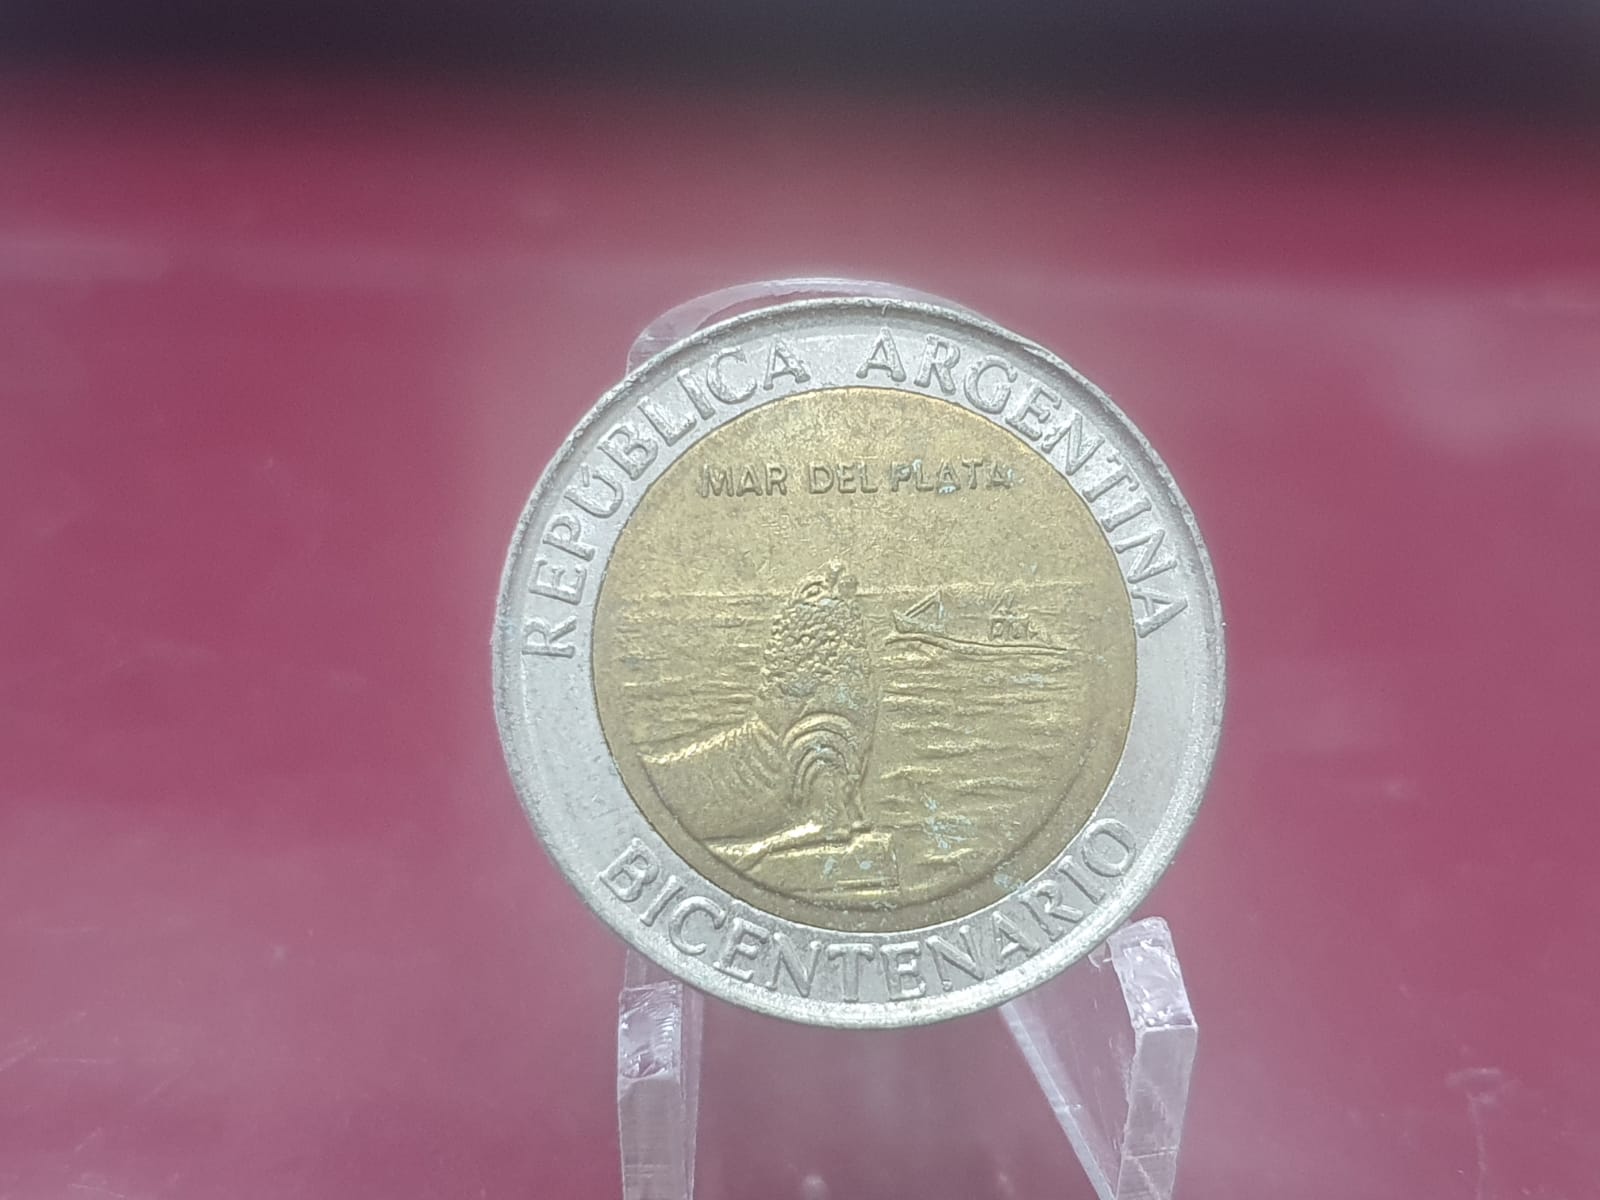 REPÚBLICA ARGENTINA
MAR DEL PLATA
BICENTENARIO